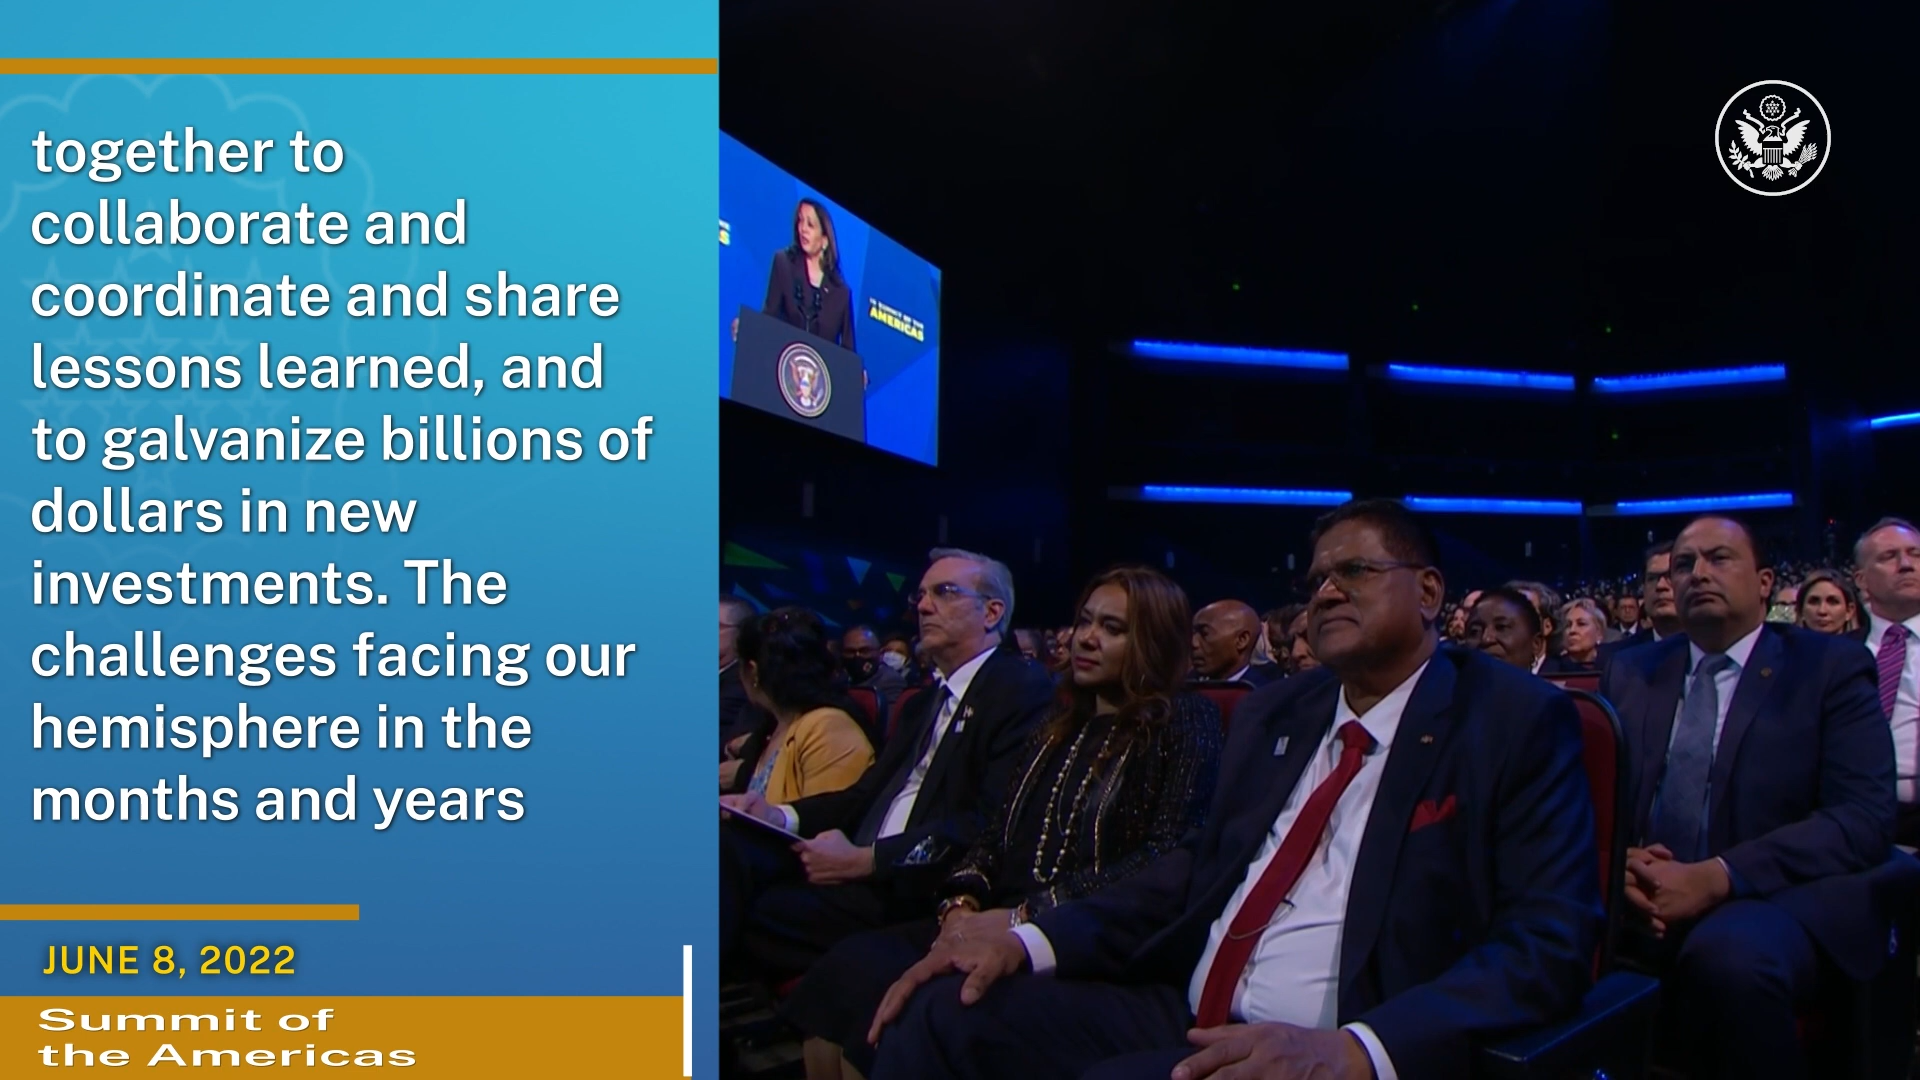 together to
collaborate and
coordinate and share
lessons learned, and
to galvanize billions of
dollars in new
investments. The
challenges facing our
hemisphere in the
months and years
JUNE 8, 2022
Summit of
the Americas
AMERICAS